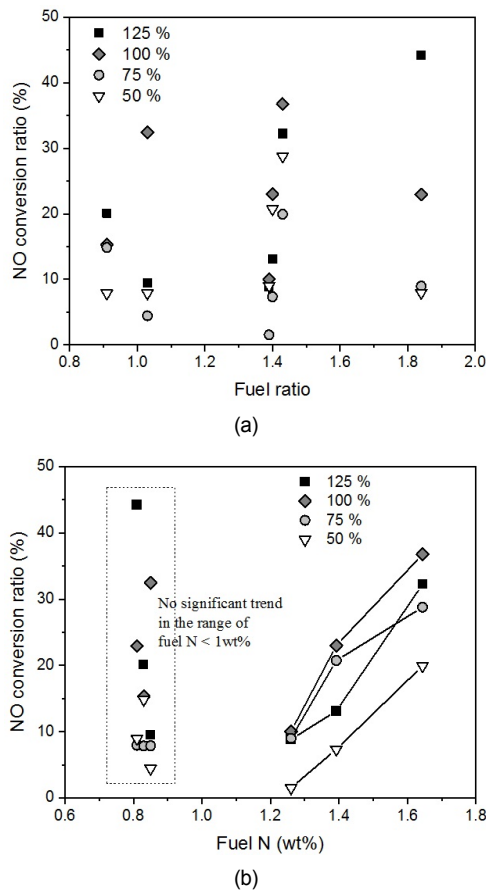 50
40
30
20
10
0
NO conversion ratio (%)
125 %
100 %
75 %
50 %
0.8 1.0 1.2 1.4 1.6 1.8 2.0
Fuel ratio
(a)
50
40
30
20
10
0
NO conversion ratio (%)
125 %
100 %
75 %
50 %
No significant trend
in the range of
fuel N < 1wt%
0.6 0.8 1.0 1.2 1.4 1.6 1.8
Fuel N (wt%)
(b)